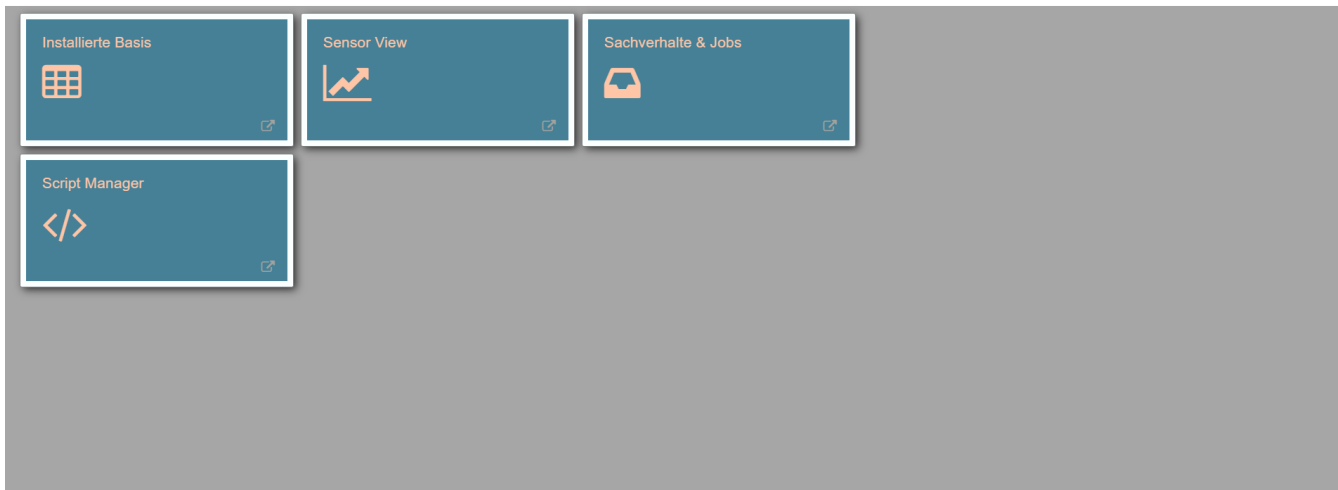 Installierte Basis
Sensor View
Sachverhalte & Jobs
Script Manager